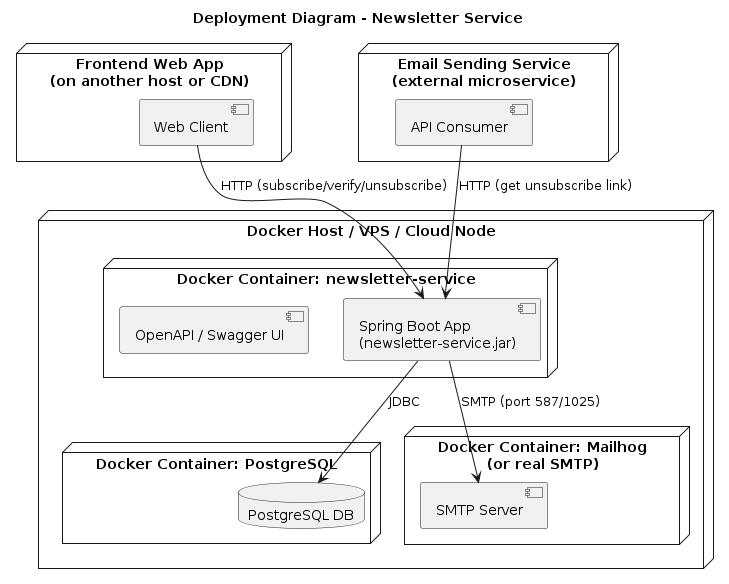 Deployment Diagram - Newsletter Service
Frontend Web App
(on another host or CDN)
Web Client
Email Sending Service
(external microservice)
API Consumer
HTTP (subscribe/verify/unsubscribe)
HTTP (get unsubscribe link)
Docker Host / VPS / Cloud Node
Docker Container: newsletter-service
OpenAPI / Swagger UI
Spring Boot App
(newsletter-service.jar)
JDBC
SMTP (port 587/1025)
Docker Container: PostgreSQL
PostgreSQL DB
Docker Container: Mailhog
(or real SMTP)
SMTP Server